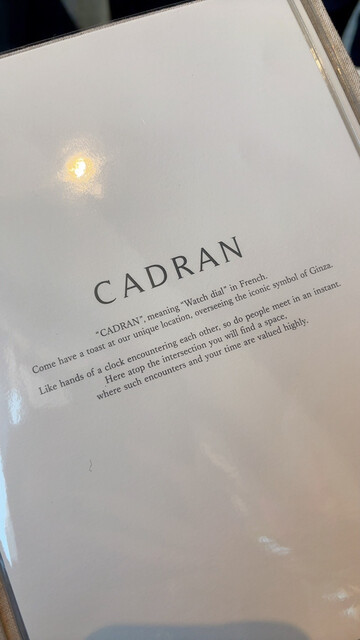 CADRAN
"CADRAN", meaning "Watch dial" in French.
Come have a toast at our unique location, overseeing the iconic symbol of Ginza.
Like hands of a clock encountering each other, so do people meet in an instant.
Here atop the intersection you will find a space,
where such encounters and your time are valued highly.